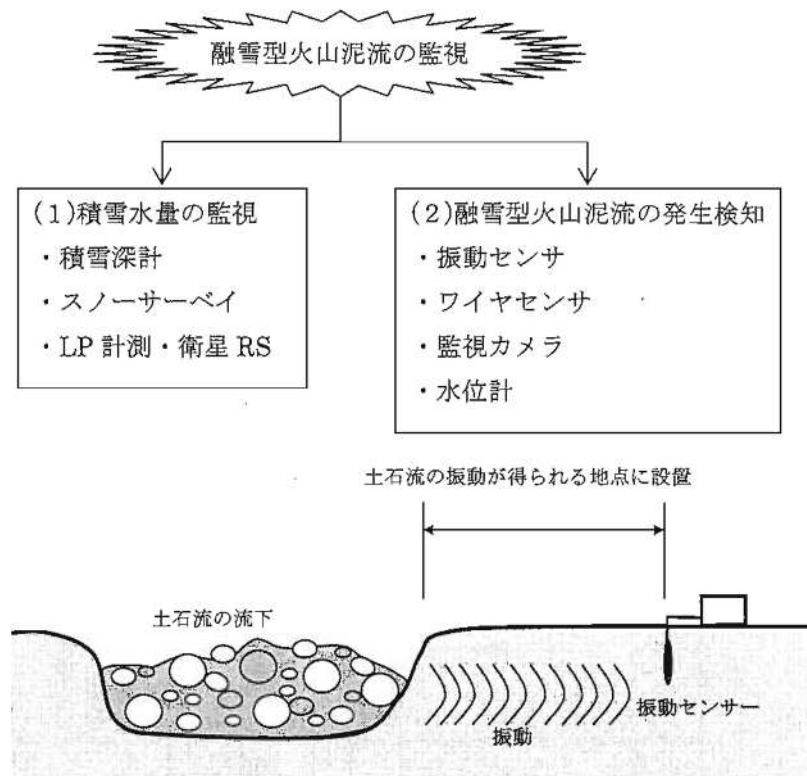 融雪型火山泥流の監視
(1)積雪水量の監視
・積雪深計
・スノーサーベイ
・LP 計測・衛星 RS
(2)融雪型火山泥流の発生検知
・振動センサ
・ワイヤセンサ
・監視カメラ
・水位計
土石流の振動が得られる地点に設置
土石流の流下
振動センサー
振動